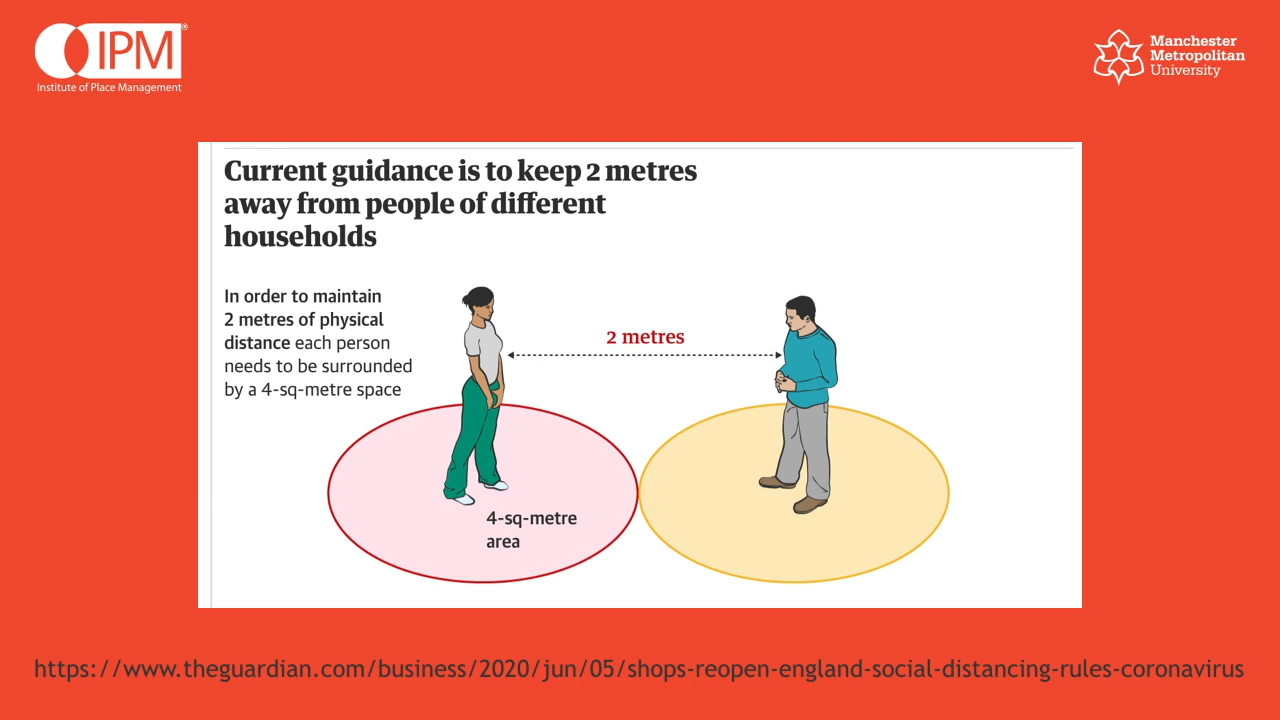 IPM®
Institute of Place Management
Manchester
Metropolitan
University
Current guidance is to keep 2 metres
away from people of different
households
In order to maintain
2 metres of physical
distance each person
needs to be surrounded
by a 4-sq-metre space
2 metres
4-sq-metre
area
https://www.theguardian.com/business/2020/jun/05/shops-reopen-england-social-distancing-rules-coronavirus